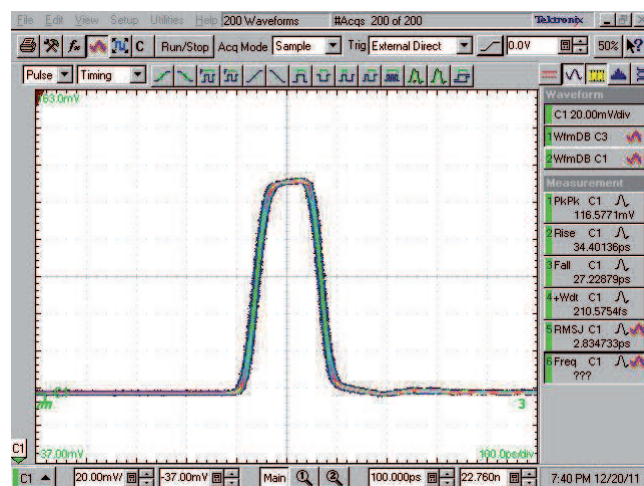 File Edit View Setup Utilities Help 200 Waveforms #Acqs 200 of 200 Tektronix
Run/Stop Acq Mode Sample Trig External Direct 0.0V 50%
Pulse Timing
63.0mV
Waveform
C1 20.00mV/div
1 WfmDB C3
2 WfmDB C1
Measurement
1 PkPk C1
116.5771mV
2 Rise C1
34.40136ps
3 Fall C1
27.22879ps
4 +Wdt C1
210.5754fs
5 RMSJ C1
2.834733ps
6 Freq C1
???
3
-37.00mV 100.0ps/div
C1
C1 20.00mV/ -37.00mV Main 1 2 100.000ps 22.760n 7:40 PM 12/20/11